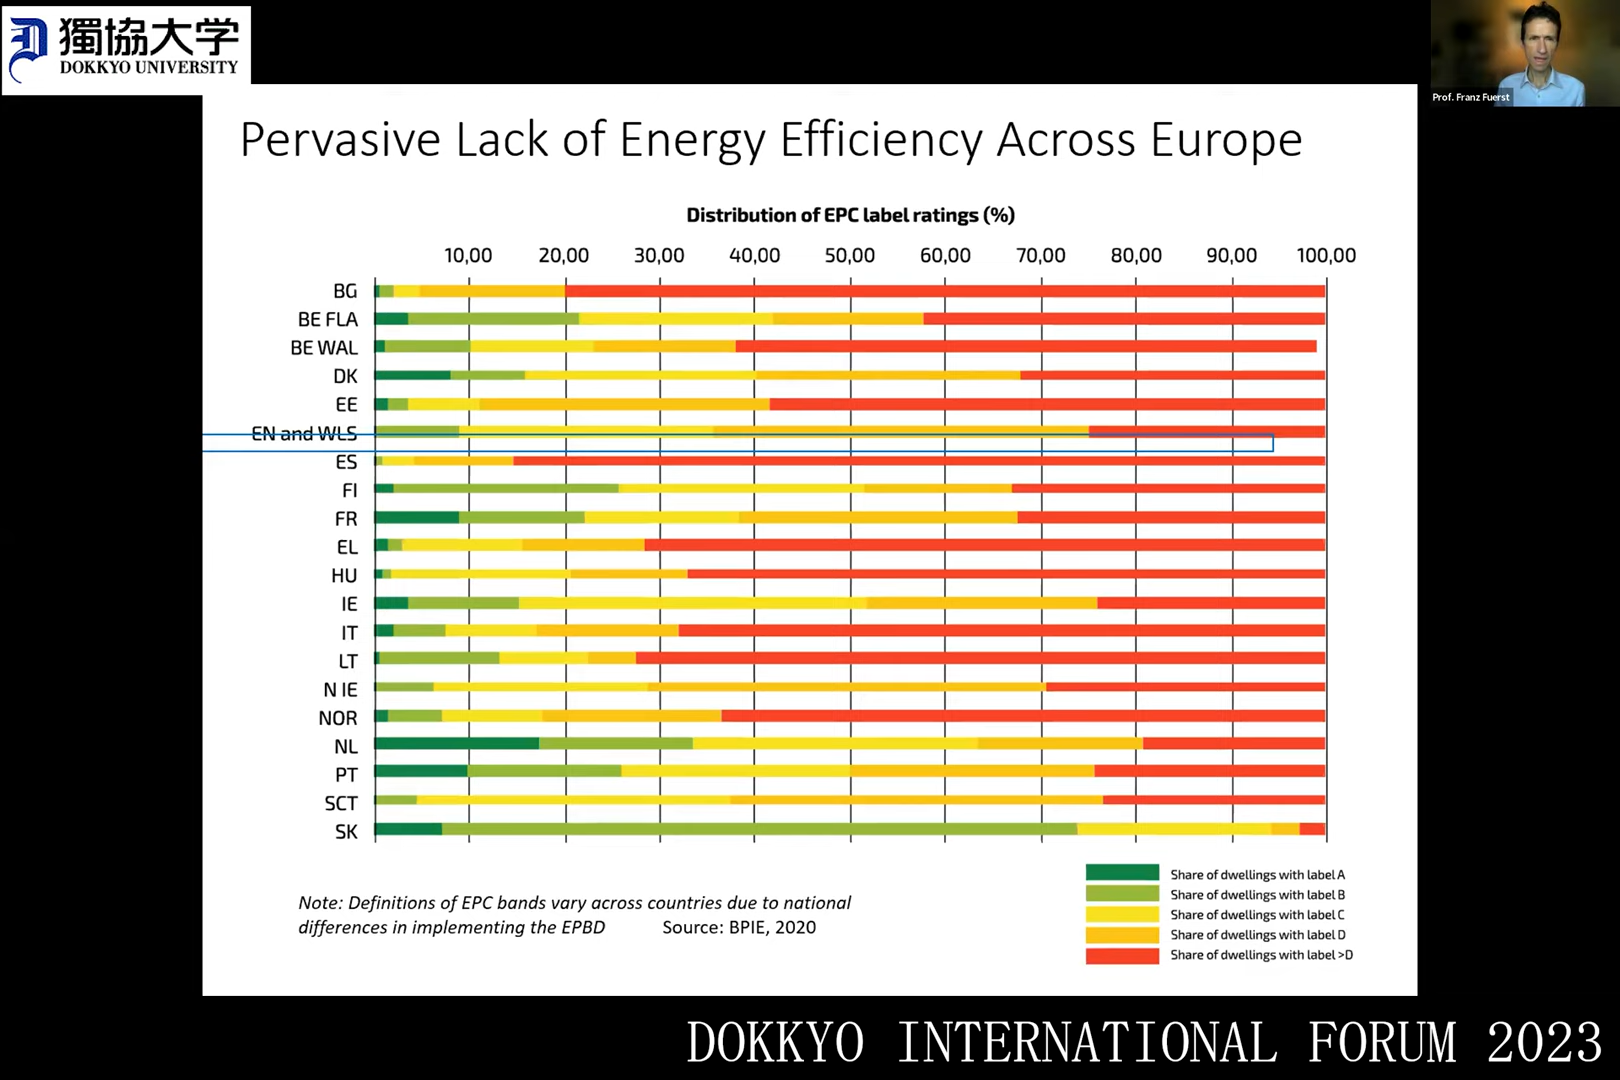 獨協大学
DOKKYO UNIVERSITY
Prof. Franz Fuerst
Pervasive Lack of Energy Efficiency Across Europe
Distribution of EPC label ratings (%)
10,00 20,00 30,00 40,00 50,00 60,00 70,00 80,00 90,00 100,00
BG
BE FLA
BE WAL
DK
EE
EN and WLS
ES
FI
FR
EL
HU
IE
IT
LT
N IE
NOR
NL
PT
SCT
SK
Share of dwellings with label A
Share of dwellings with label B
Share of dwellings with label C
Share of dwellings with label D
Share of dwellings with label >D
Note: Definitions of EPC bands vary across countries due to national
differences in implementing the EPBD Source: BPIE, 2020
DOKKYO INTERNATIONAL FORUM 2023